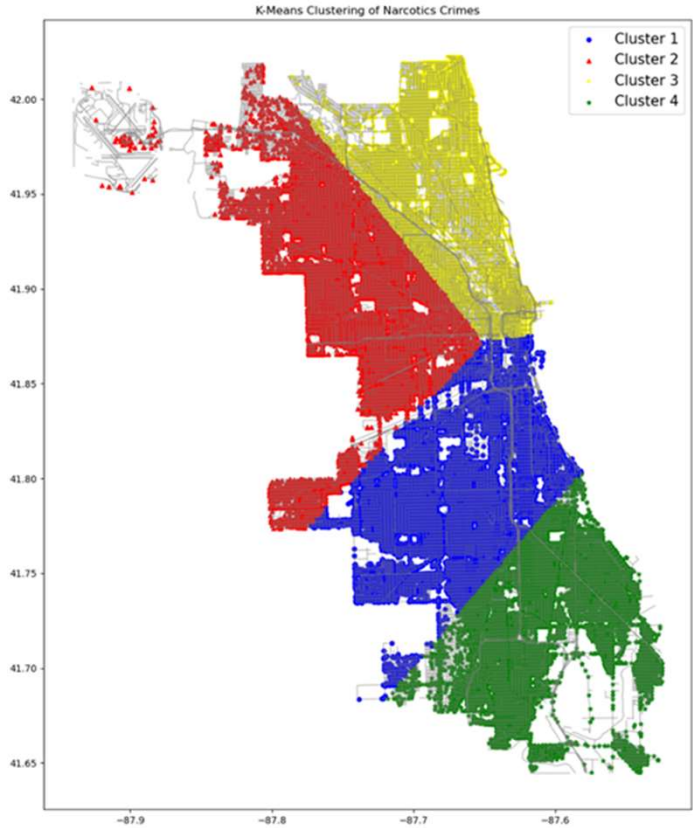 K-Means Clustering of Narcotics Crimes
Cluster 1
Cluster 2
Cluster 3
Cluster 4
42.00
41.95
41.90
41.85
41.80
41.75
41.70
41.65
−87.9
−87.8
−87.7
−87.6